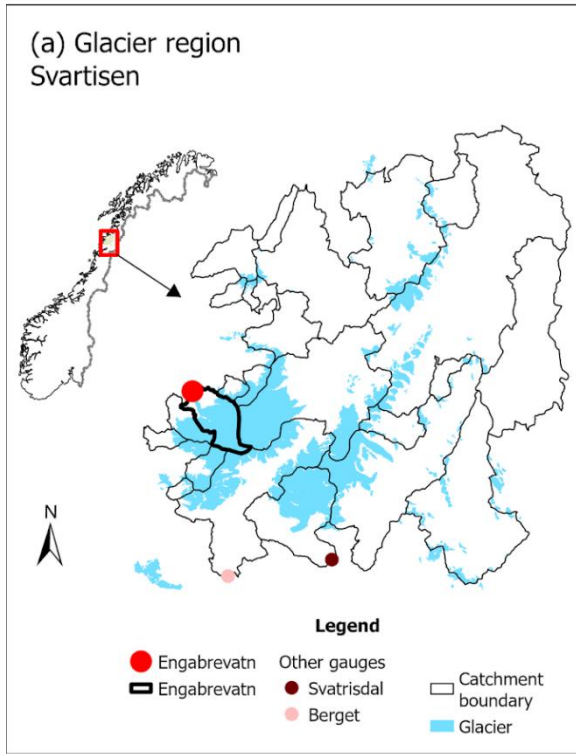 (a) Glacier region
Svartisen
N
Legend
Engabrevatn
Engabrevatn
Other gauges
Svatrisdal
Berget
Catchment
boundary
Glacier